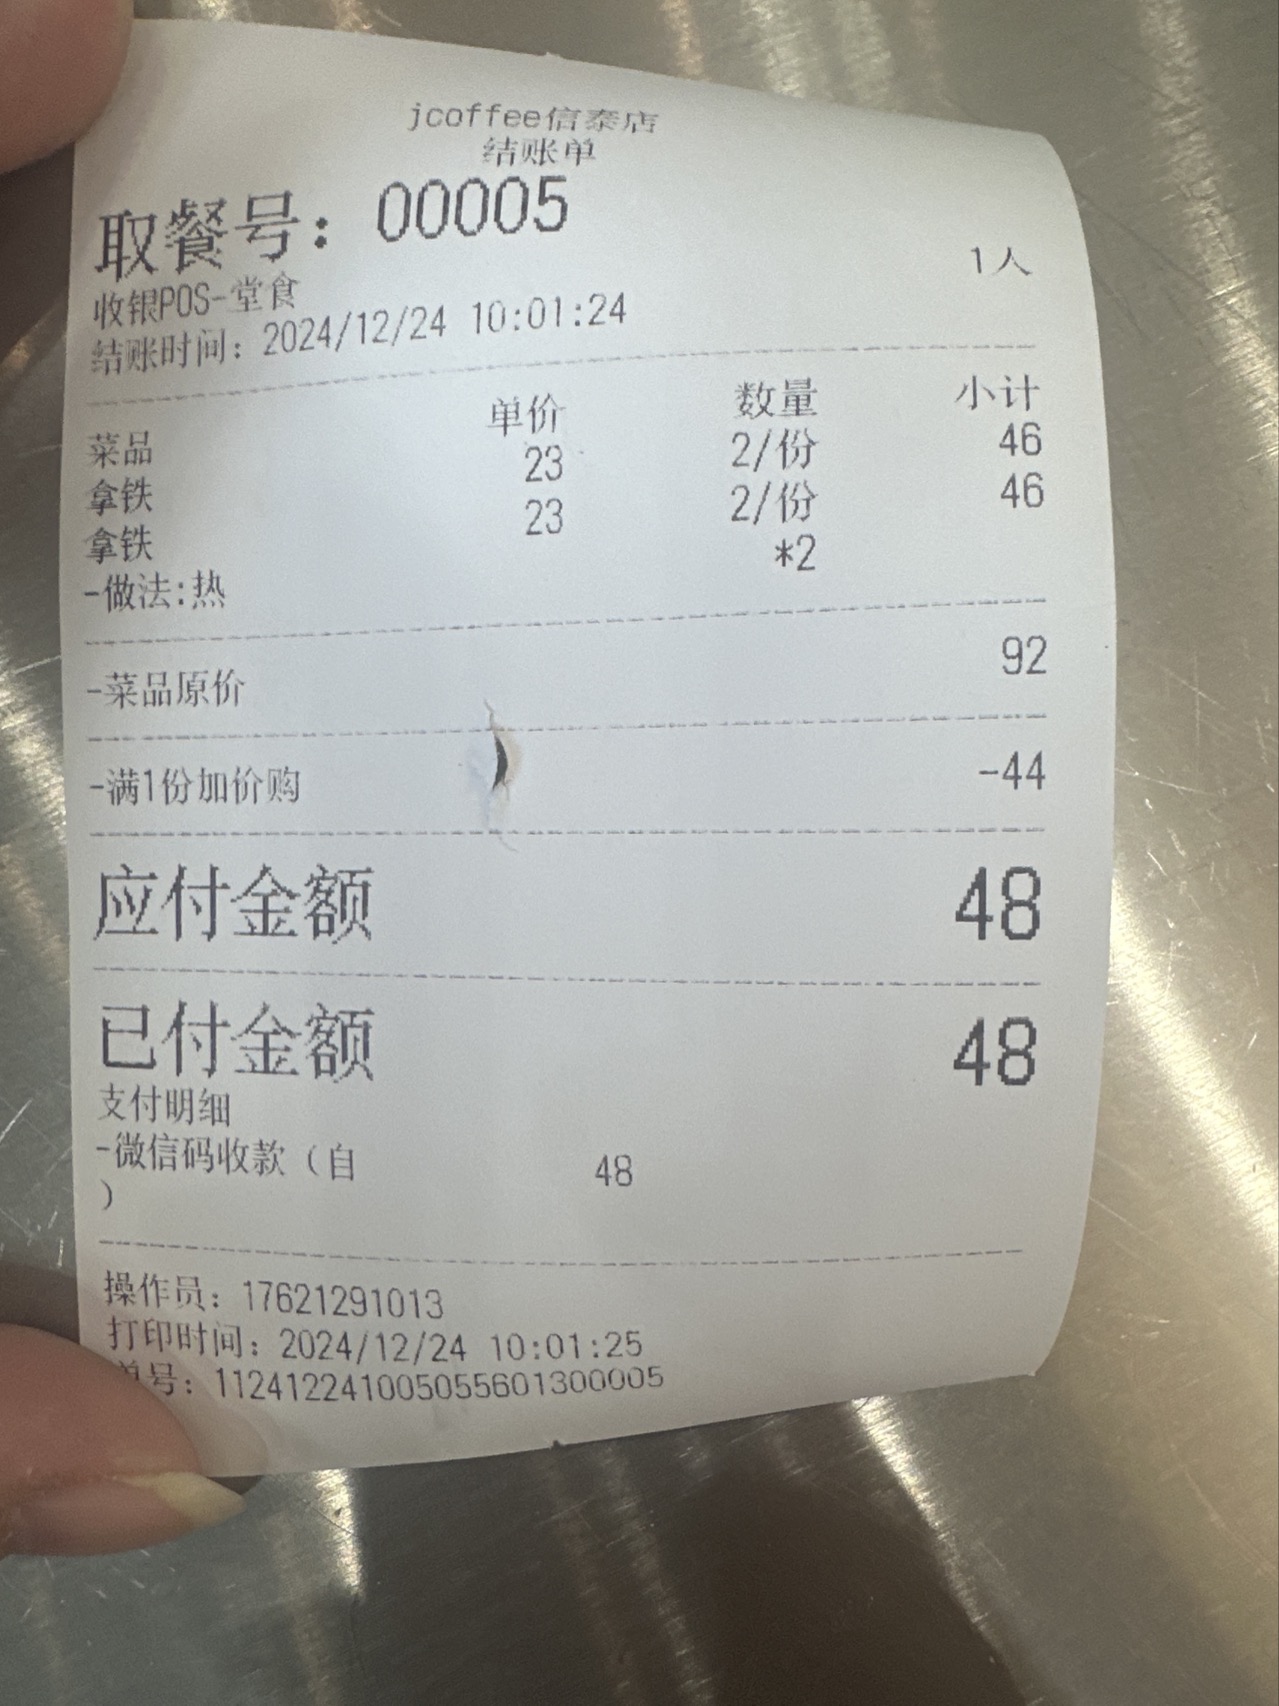 jcoffee信泰店
结账单
取餐号：00005
收银POS-堂食 1人
结账时间：2024/12/24 10:01:24
菜品 单价 数量 小计
拿铁 23 2/份 46
拿铁 23 2/份 46
-做法:热 *2
-菜品原价 92
-满1份加价购 -44
应付金额 48
已付金额 48
支付明细
-微信码收款（自 48
）
操作员：17621291013
打印时间：2024/12/24 10:01:25
单号：112412241005055601300005